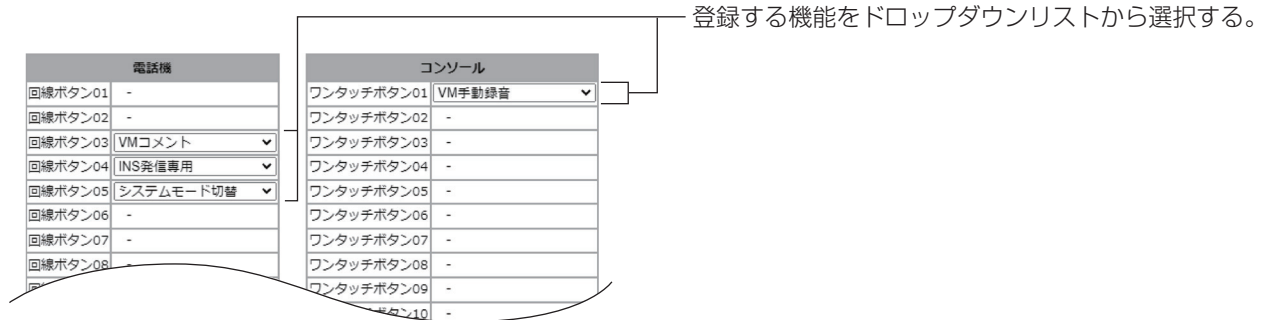 登録する機能をドロップダウンリストから選択する。
電話機
回線ボタン01 -
回線ボタン02 -
回線ボタン03 VMコメント
回線ボタン04 INS発信専用
回線ボタン05 システムモード切替
回線ボタン06 -
回線ボタン07 -
回線ボタン08 -
コンソール
ワンタッチボタン01 VM手動録音
ワンタッチボタン02 -
ワンタッチボタン03 -
ワンタッチボタン04 -
ワンタッチボタン05 -
ワンタッチボタン06 -
ワンタッチボタン07 -
ワンタッチボタン08 -
ワンタッチボタン09 -
ボタン10 -